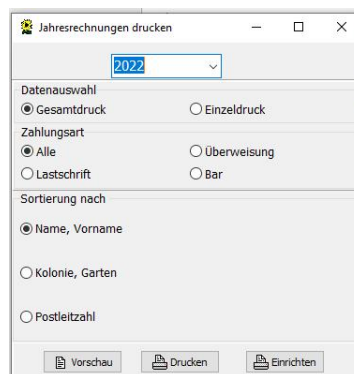 Jahresrechnungen drucken
2022
Datenauswahl
Gesamtdruck Einzeldruck
Zahlungsart
Alle Überweisung
Lastschrift Bar
Sortierung nach
Name, Vorname
Kolonie, Garten
Postleitzahl
Vorschau Drucken Einrichten